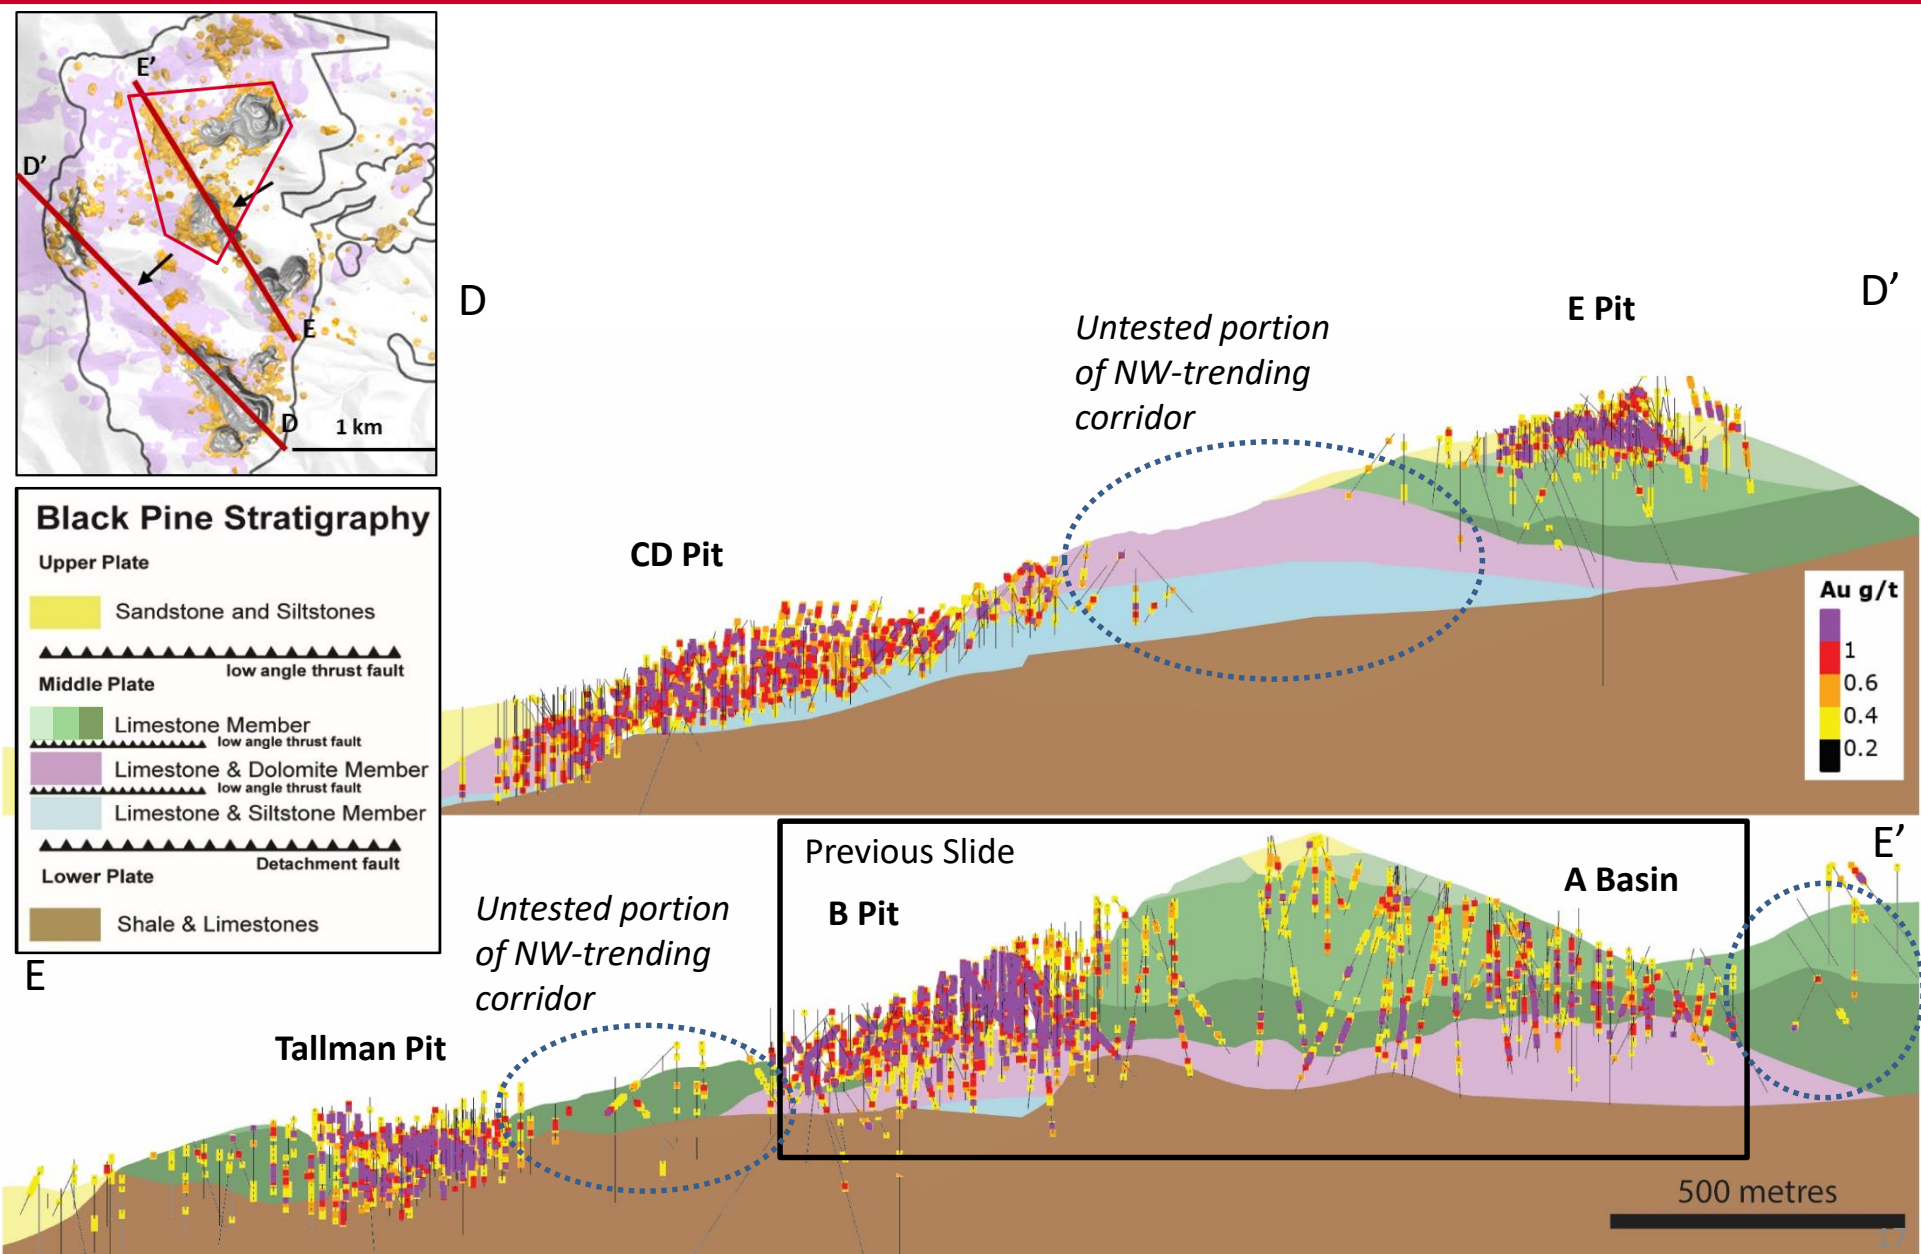 E’
D’
E
D
1 km
Black Pine Stratigraphy
Upper Plate
Sandstone and Siltstones
low angle thrust fault
Middle Plate
Limestone Member
low angle thrust fault
Limestone & Dolomite Member
low angle thrust fault
Limestone & Siltstone Member
Detachment fault
Lower Plate
Shale & Limestones
D
D’
E Pit
Untested portion
of NW-trending
corridor
CD Pit
Au g/t
1
0.6
0.4
0.2
E
E’
Previous Slide
B Pit
A Basin
Untested portion
of NW-trending
corridor
Tallman Pit
500 metres
17